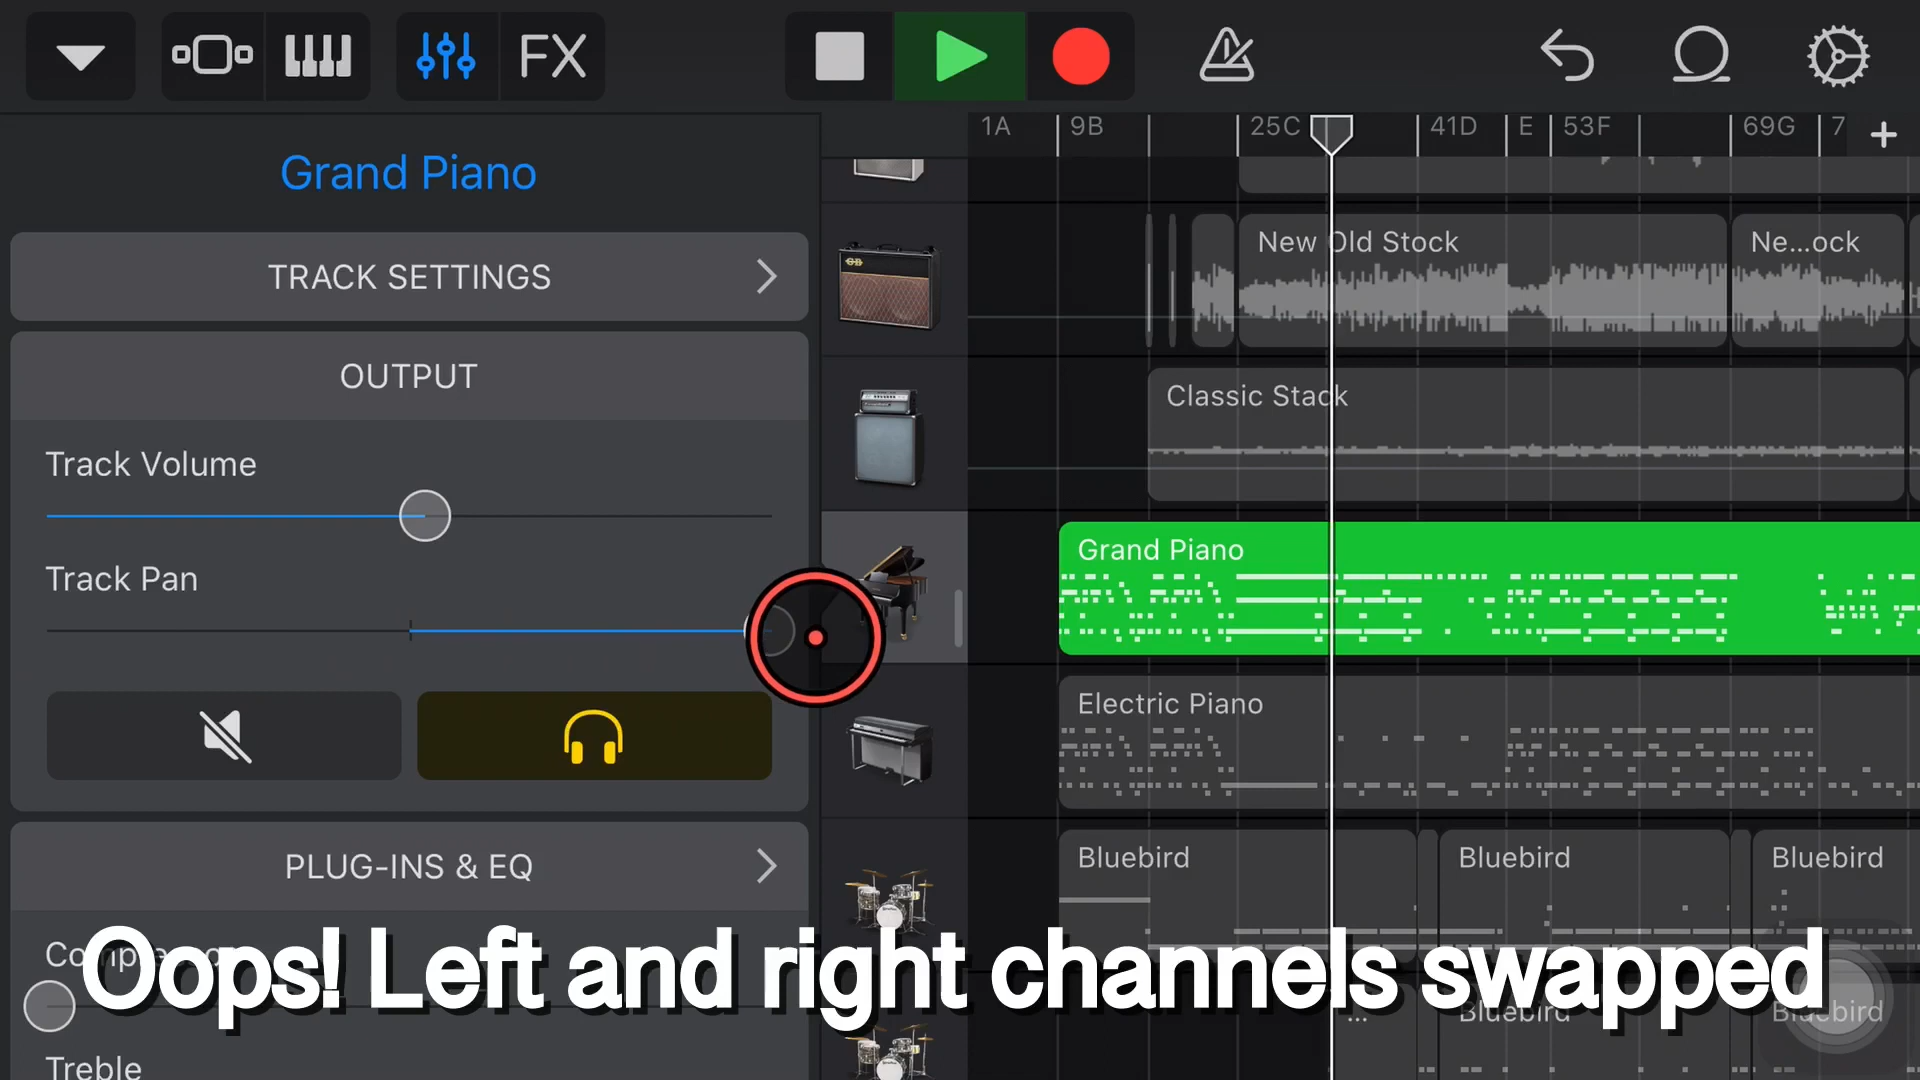 FX
1A 9B 25C 41D E 53F 69G 7
Grand Piano
TRACK SETTINGS
New Old Stock Ne...ock
OUTPUT
Classic Stack
Track Volume
Grand Piano
Track Pan
Electric Piano
PLUG-INS & EQ
Bluebird Bluebird Bluebird
Oops! Left and right channels swapped
... Bluebird Bluebird
Treble